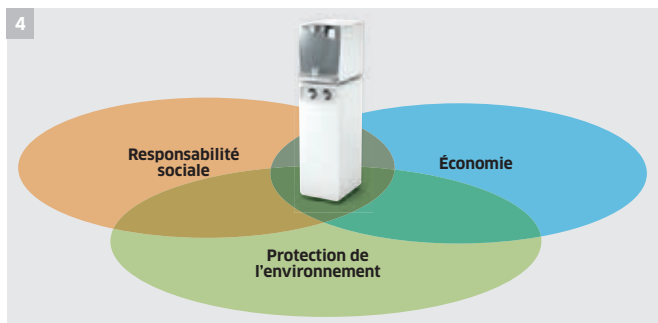 4
Responsabilité
sociale
Économie
Protection de
l'environnement